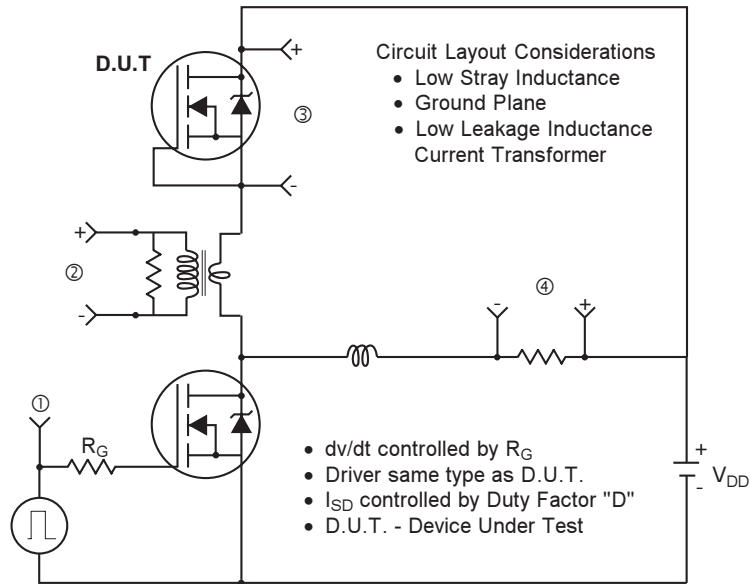 D.U.T
+
③
-
Circuit Layout Considerations
• Low Stray Inductance
• Ground Plane
• Low Leakage Inductance
Current Transformer
+
②
-
④
-
+
①
R_G
• dv/dt controlled by R_G
• Driver same type as D.U.T.
• I_SD controlled by Duty Factor "D"
• D.U.T. - Device Under Test
+
V_DD
-